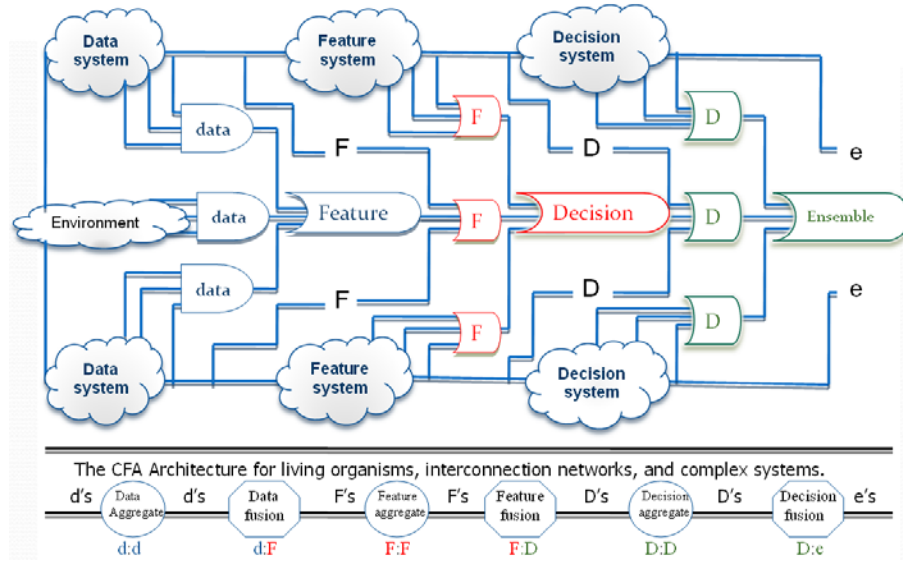 Data
system
Feature
system
Decision
system
data
F
F
D
D
e
Environment
data
Feature
F
Decision
D
Ensemble
data
F
F
D
D
e
Data
system
Feature
system
Decision
system
The CFA Architecture for living organisms, interconnection networks, and complex systems.
d's
Data
Aggregate
d's
Data
fusion
F's
Feature
aggregate
F's
Feature
fusion
D's
Decision
aggregate
D's
Decision
fusion
e's
d:d
d:F
F:F
F:D
D:D
D:e